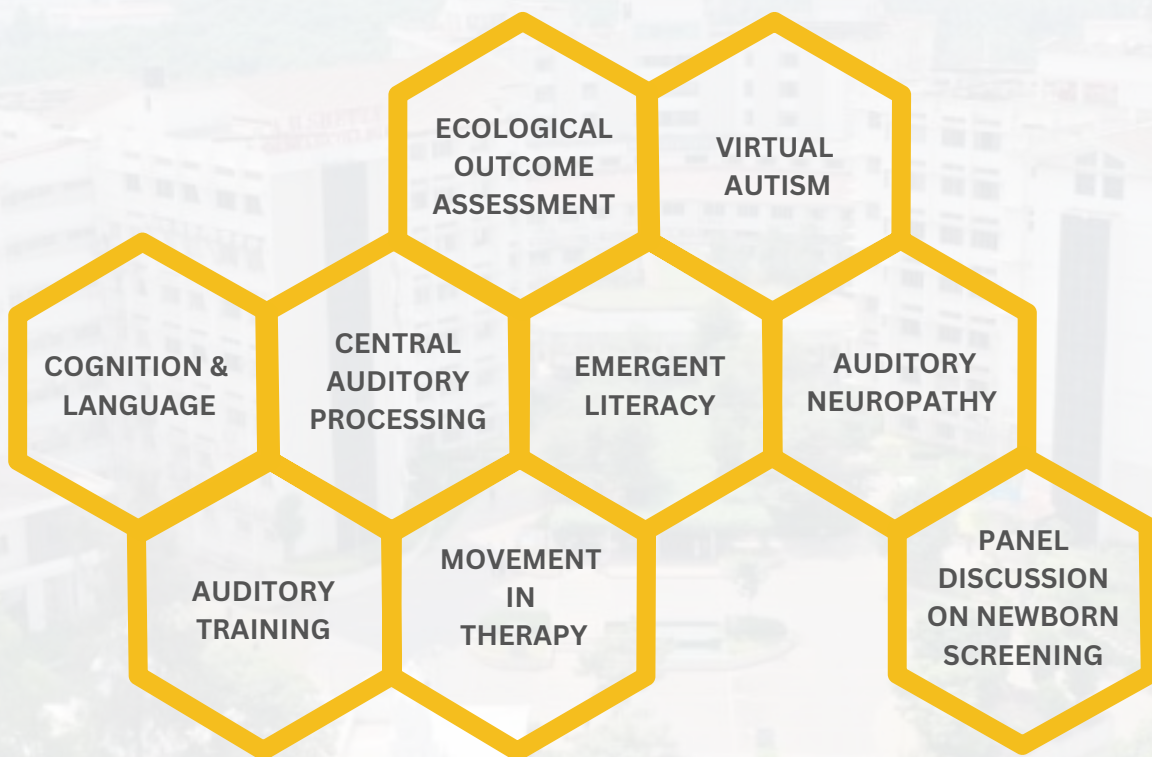 ECOLOGICAL
OUTCOME
ASSESSMENT
VIRTUAL
AUTISM
COGNITION &
LANGUAGE
CENTRAL
AUDITORY
PROCESSING
EMERGENT
LITERACY
AUDITORY
NEUROPATHY
AUDITORY
TRAINING
MOVEMENT
IN
THERAPY
PANEL
DISCUSSION
ON NEWBORN
SCREENING